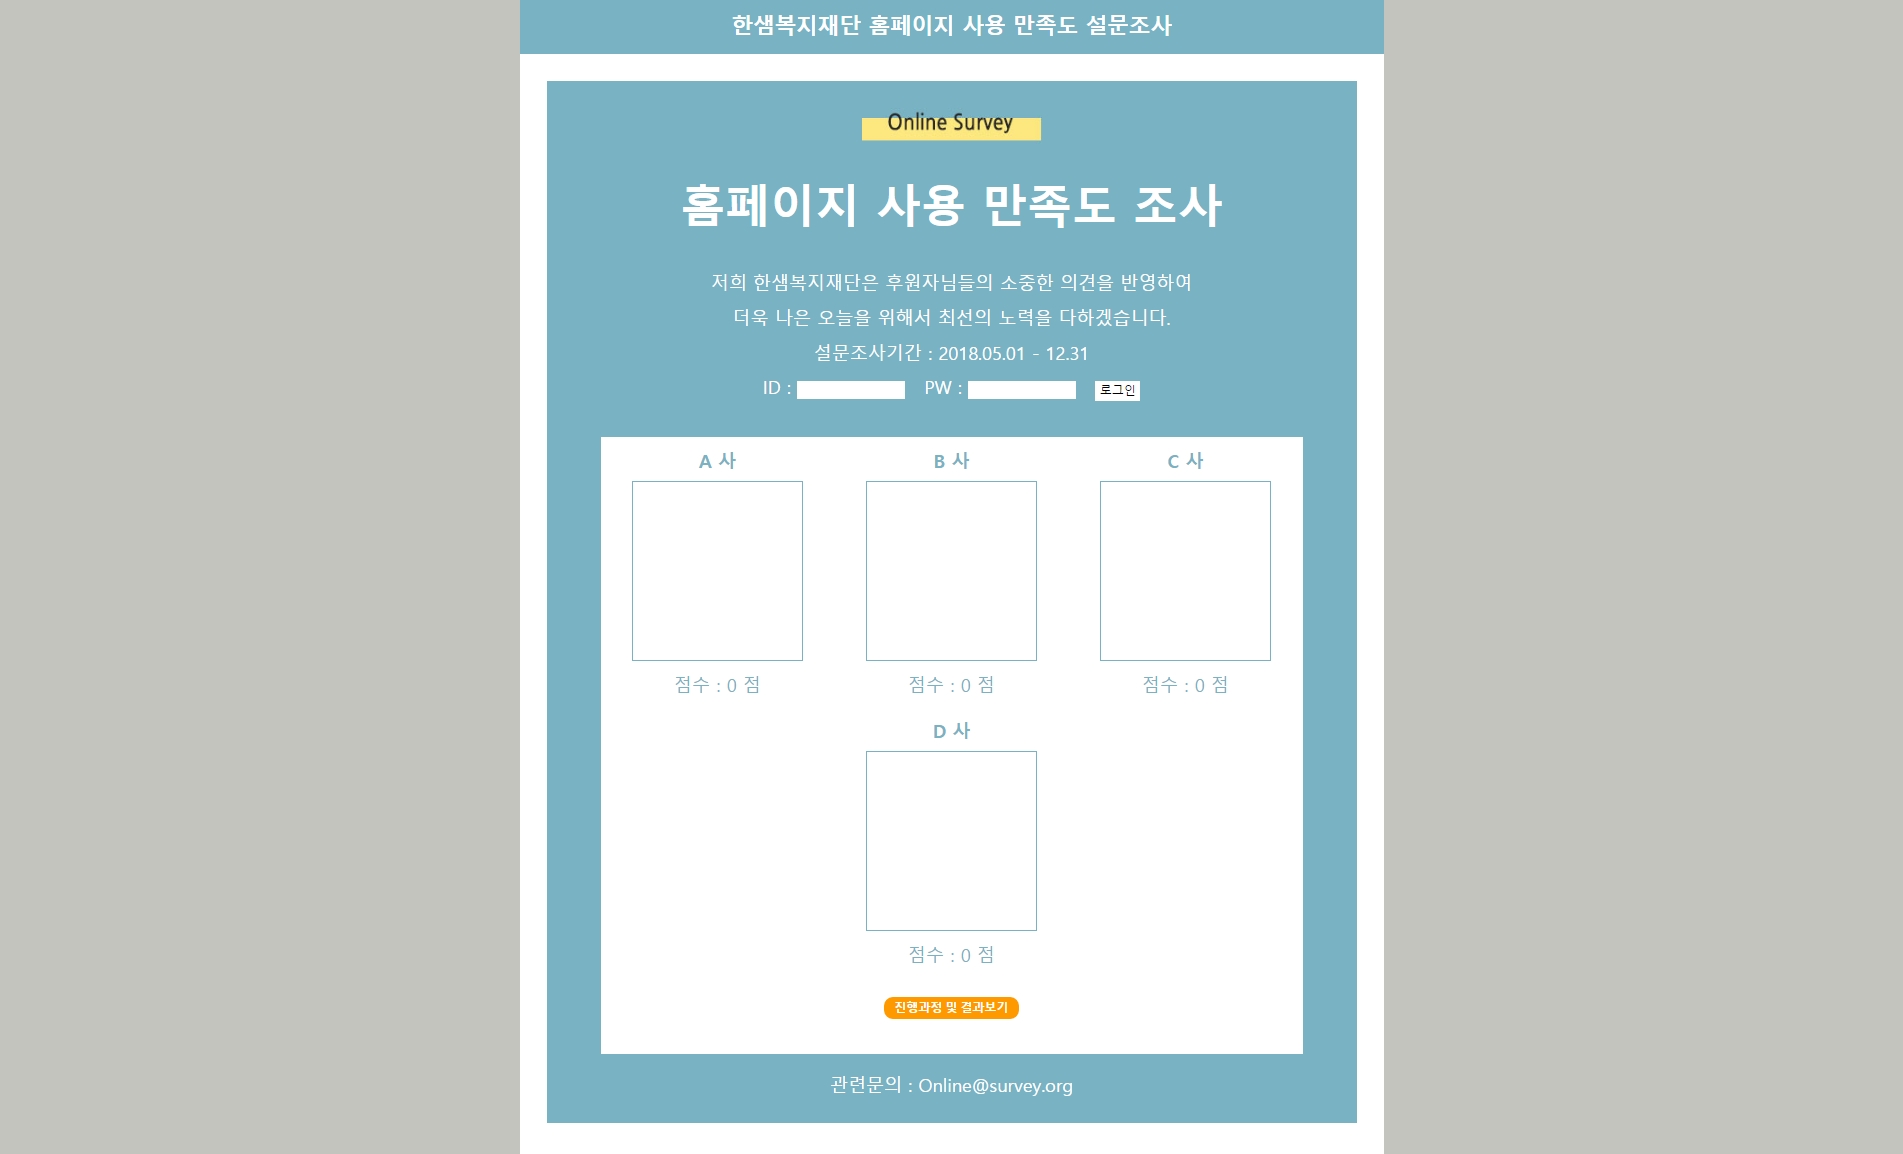 한샘복지재단 홈페이지 사용 만족도 설문조사
Online Survey
홈페이지 사용 만족도 조사
저희 한샘복지재단은 후원자님들의 소중한 의견을 반영하여
더욱 나은 오늘을 위해서 최선의 노력을 다하겠습니다.
설문조사기간 : 2018.05.01 - 12.31
ID : PW : 로그인
A 사 B 사 C 사
점수 : 0 점 점수 : 0 점 점수 : 0 점
D 사
점수 : 0 점
진행과정 및 결과보기
관련문의 : Online@survey.org